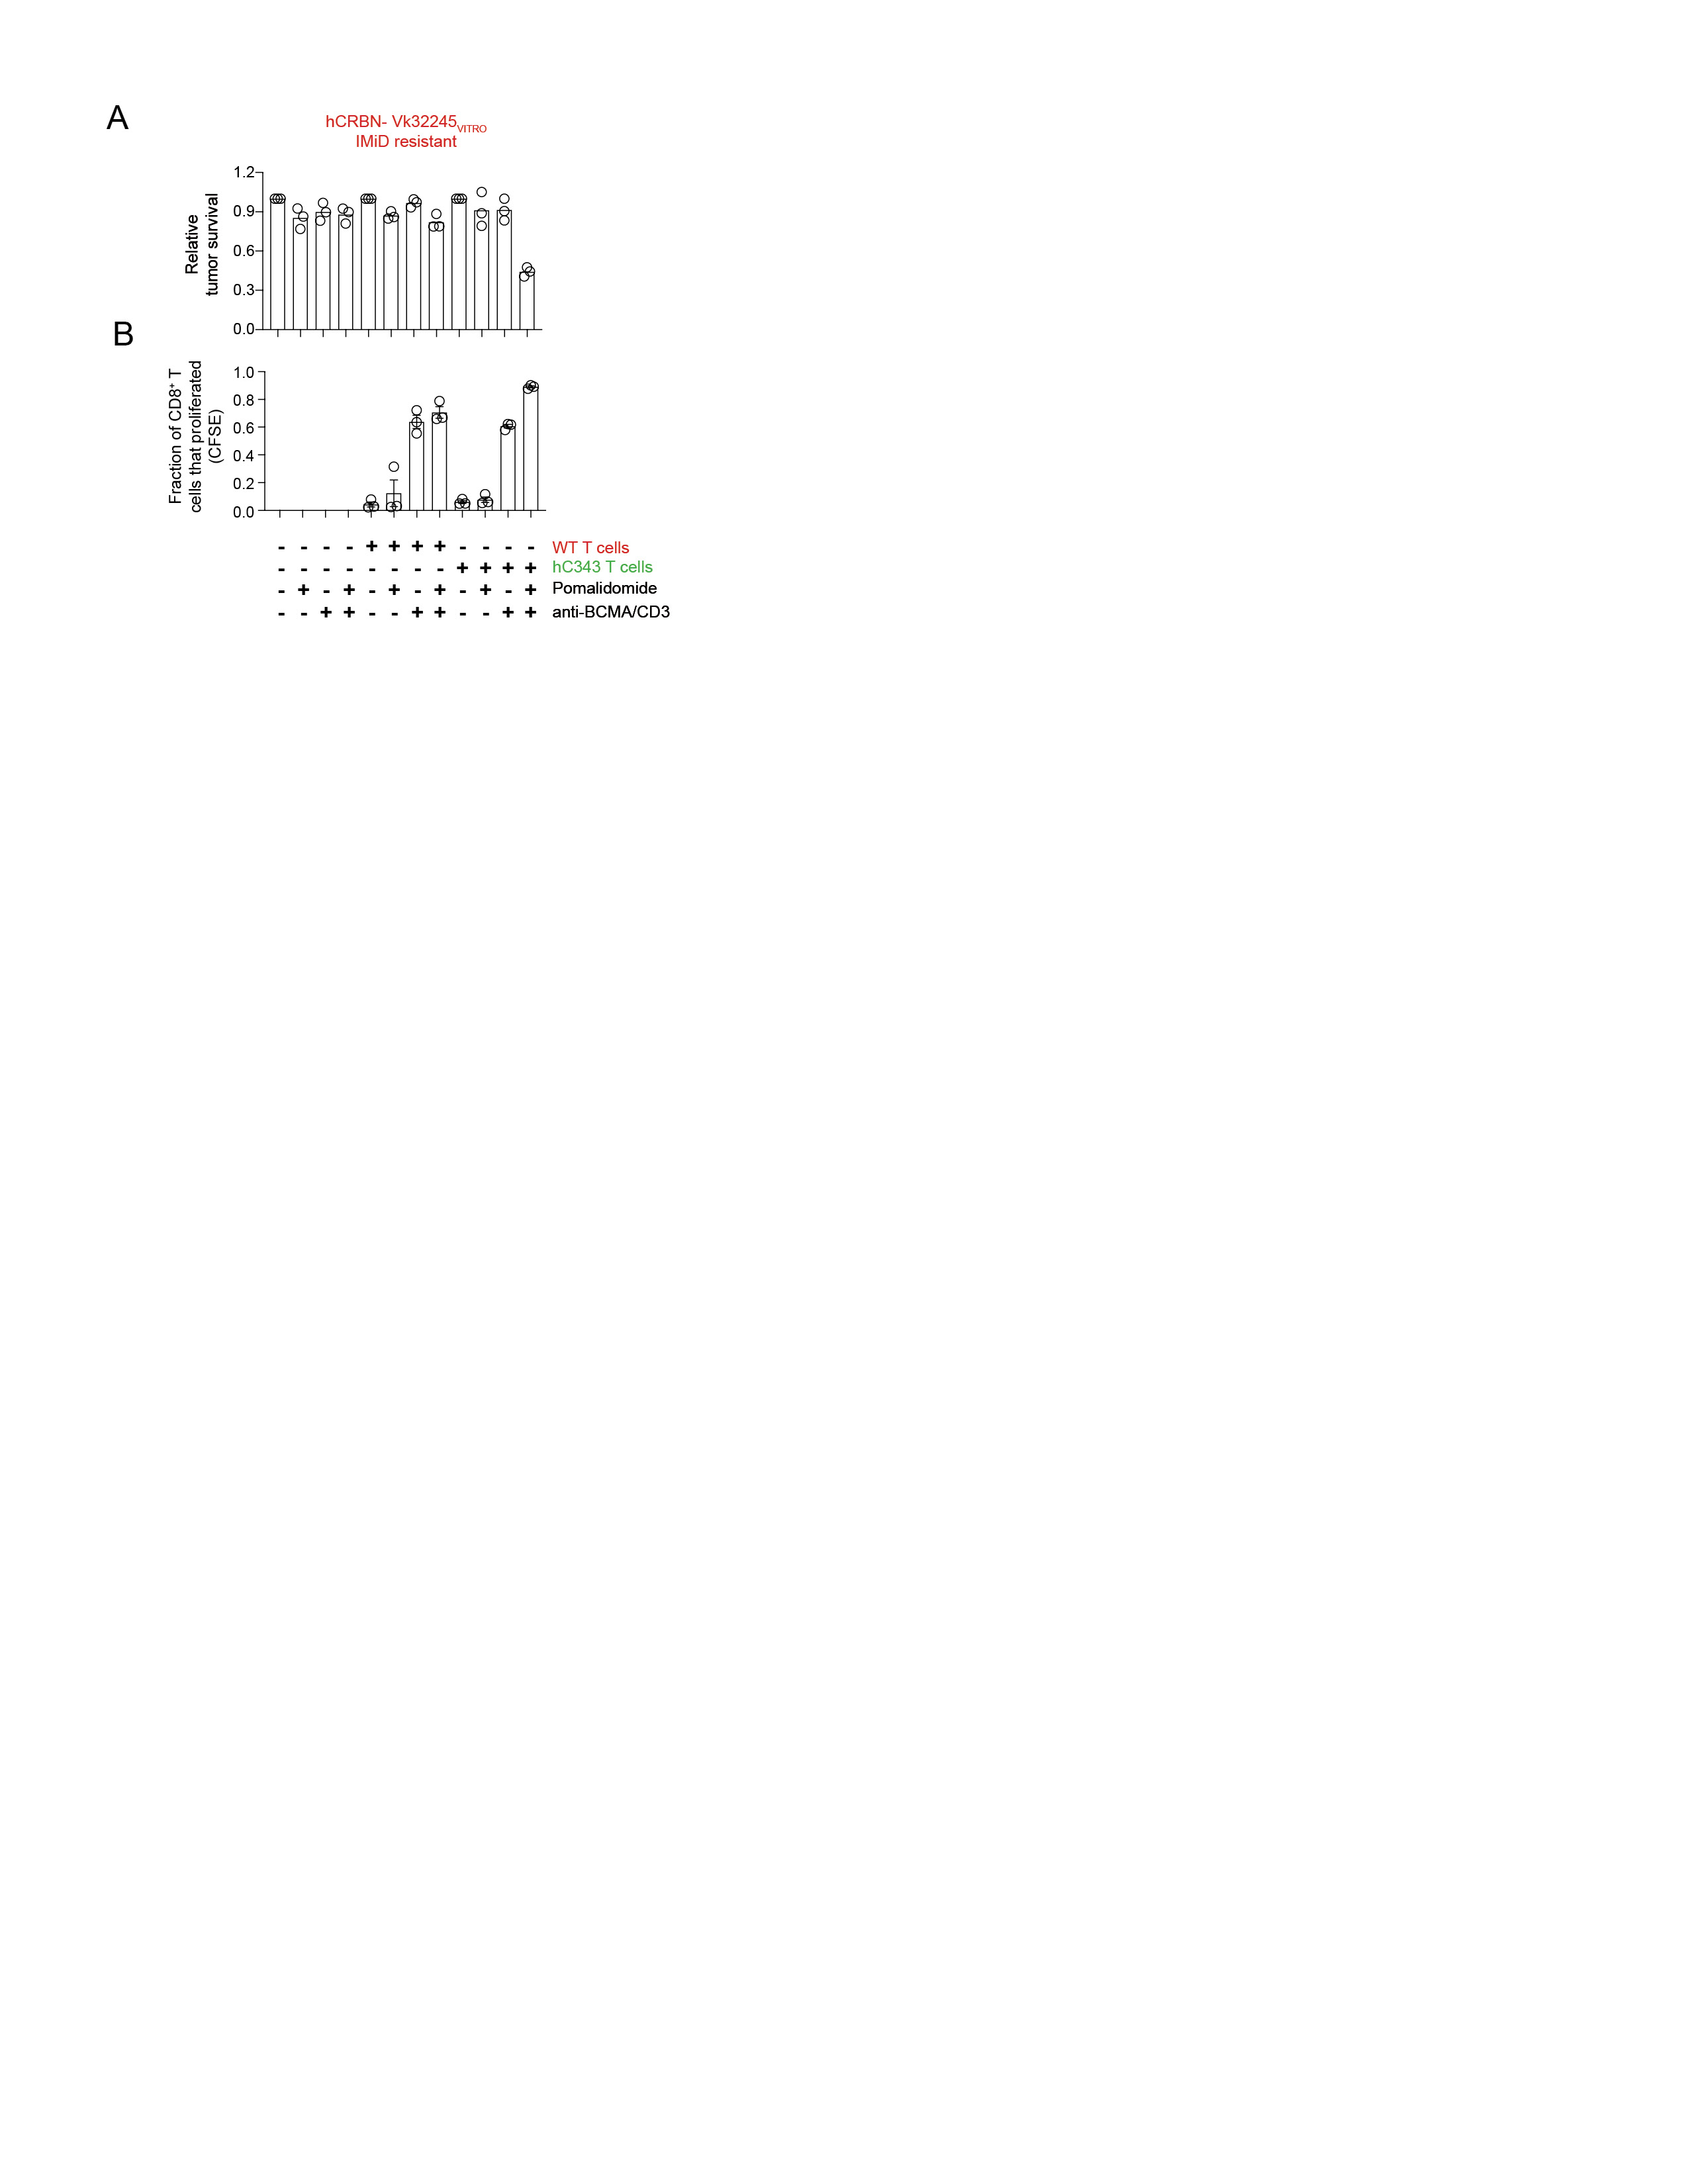 A
hCRBN- Vk32245VITRO
IMiD resistant
Relative
tumor survival
1.2
0.9
0.6
0.3
0.0
B
Fraction of CD8+ T
cells that proliferated
(CFSE)
1.0
0.8
0.6
0.4
0.2
0.0
- - - - + + + + - - - - WT T cells
- - - - - - - - + + + + hC343 T cells
- + - + - + - + - + - + Pomalidomide
- - + + - - + + - - + + anti-BCMA/CD3